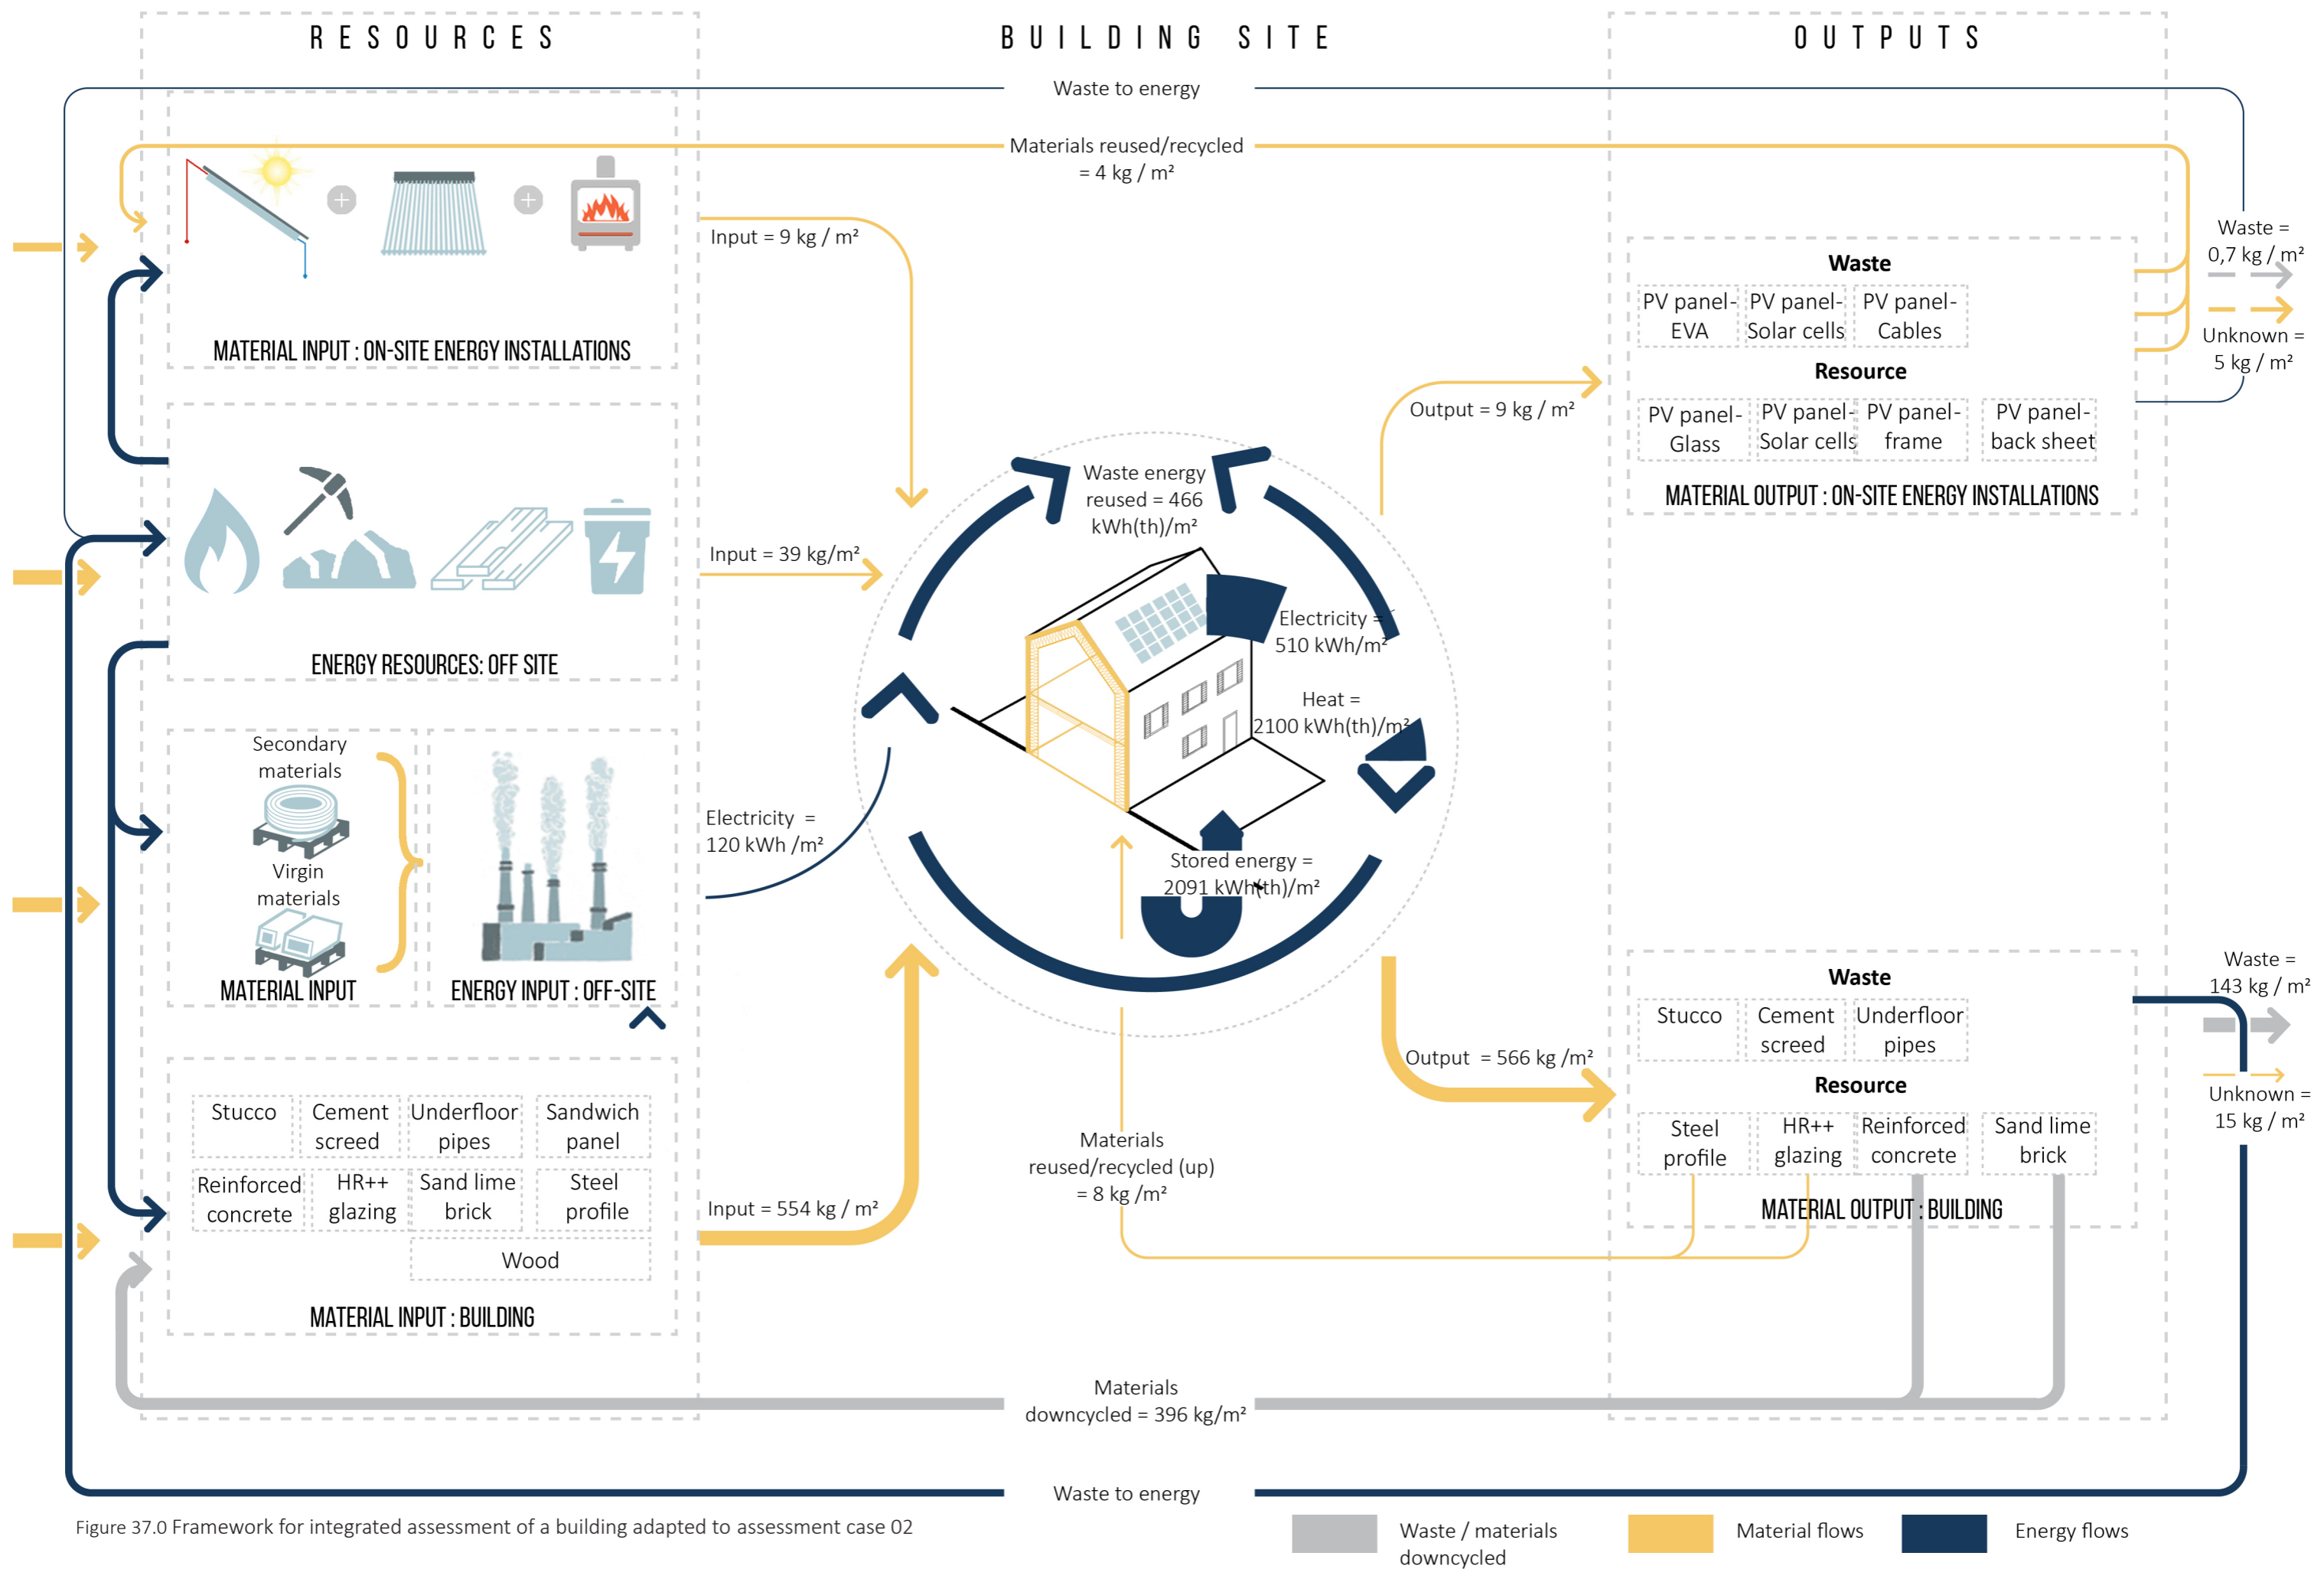 RESOURCES
BUILDING SITE
OUTPUTS
Waste to energy
Materials reused/recycled
= 4 kg / m²
MATERIAL INPUT : ON-SITE ENERGY INSTALLATIONS
Input = 9 kg / m²
ENERGY RESOURCES: OFF SITE
Input = 39 kg/m²
Secondary
materials
Virgin
materials
MATERIAL INPUT
ENERGY INPUT : OFF-SITE
Electricity =
120 kWh /m²
Stucco
Cement
screed
Underfloor
pipes
Sandwich
panel
Reinforced
concrete
HR++
glazing
Sand lime
brick
Steel
profile
Wood
MATERIAL INPUT : BUILDING
Input = 554 kg / m²
Waste energy
reused = 466
kWh(th)/m²
Electricity =
510 kWh/m²
Heat =
2100 kWh(th)/m²
Stored energy =
2091 kWh(th)/m²
Materials
reused/recycled (up)
= 8 kg /m²
Output = 9 kg / m²
Output = 566 kg /m²
Waste
PV panel-
EVA
PV panel-
Solar cells
PV panel-
Cables
Resource
PV panel-
Glass
PV panel-
Solar cells
PV panel-
frame
PV panel-
back sheet
MATERIAL OUTPUT : ON-SITE ENERGY INSTALLATIONS
Waste =
0,7 kg / m²
Unknown =
5 kg / m²
Waste
Stucco
Cement
screed
Underfloor
pipes
Resource
Steel
profile
HR++
glazing
Reinforced
concrete
Sand lime
brick
MATERIAL OUTPUT : BUILDING
Waste =
143 kg / m²
Unknown =
15 kg / m²
Materials
downcycled = 396 kg/m²
Waste to energy
Figure 37.0 Framework for integrated assessment of a building adapted to assessment case 02
Waste / materials
downcycled
Material flows
Energy flows